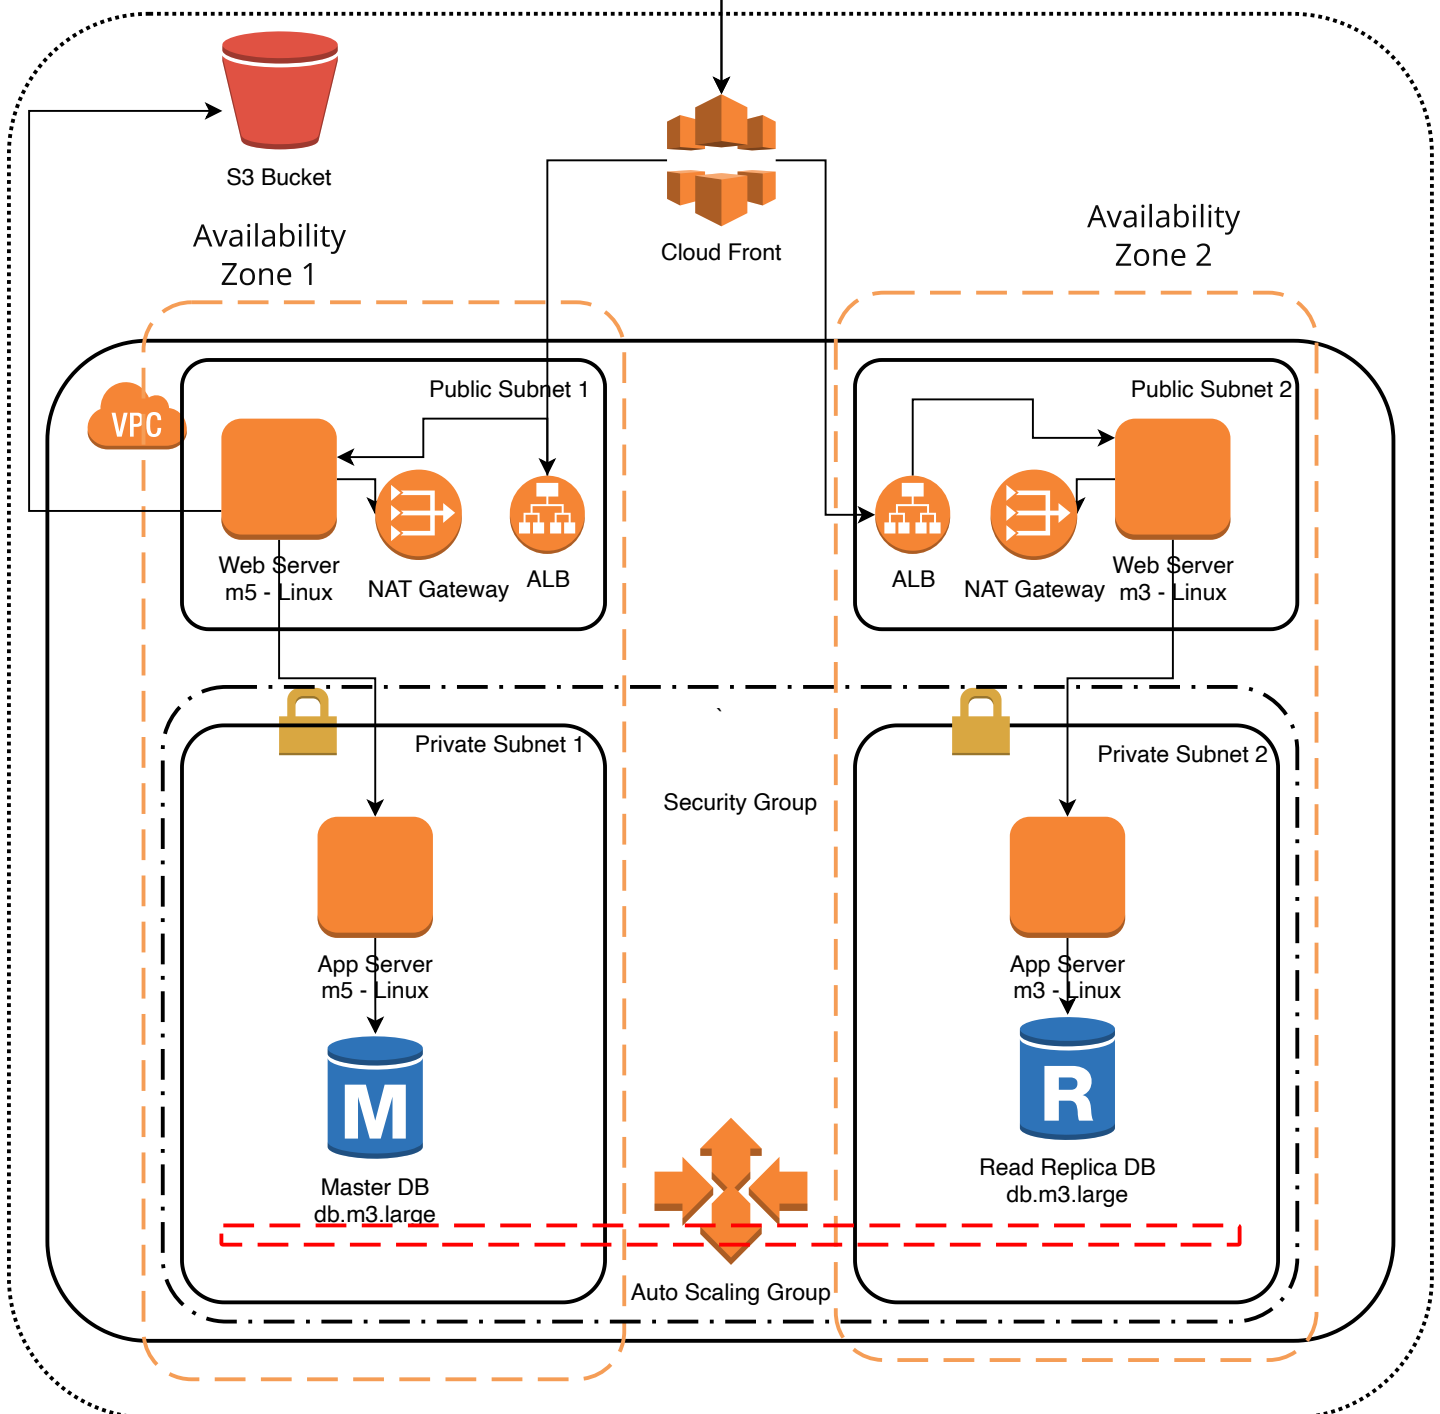 S3 Bucket
Cloud Front
Availability
Zone 1
Availability
Zone 2
VPC
Public Subnet 1
Public Subnet 2
Web Server
m5 - Linux
NAT Gateway
ALB
ALB
NAT Gateway
Web Server
m3 - Linux
`
Private Subnet 1
Private Subnet 2
Security Group
App Server
m5 - Linux
App Server
m3 - Linux
M
R
Master DB
db.m3.large
Read Replica DB
db.m3.large
Auto Scaling Group